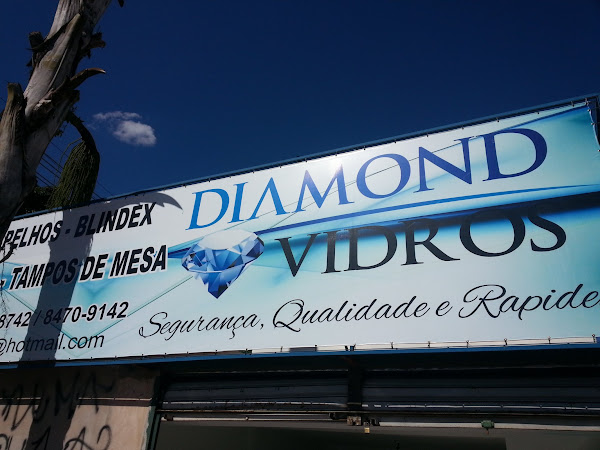 PELHOS - BLINDEX
- TAMPOS DE MESA
8742 / 8470-9142
@hotmail.com
DIAMOND
VIDROS
Segurança, Qualidade e Rapide